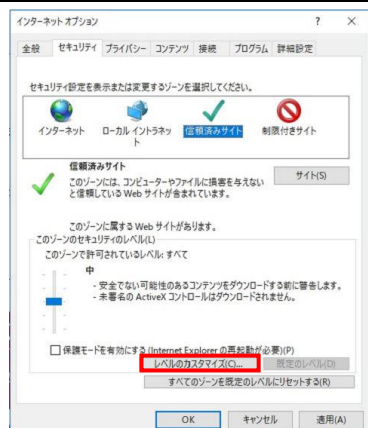 インターネット オプション ? ×
全般 セキュリティ プライバシー コンテンツ 接続 プログラム 詳細設定
セキュリティ設定を表示または変更するゾーンを選択してください。
インターネット ローカル イントラネット 信頼済みサイト 制限付きサイト
信頼済みサイト
サイト(S)
このゾーンには、コンピューターやファイルに損害を与えない
と信頼している Web サイトが含まれています。
このゾーンに属する Web サイトがあります。
このゾーンのセキュリティのレベル(L)
このゾーンで許可されているレベル: すべて
中
- 安全でない可能性のあるコンテンツをダウンロードする前に警告します。
- 未署名の ActiveX コントロールはダウンロードされません。
保護モードを有効にする (Internet Explorer の再起動が必要)(P)
レベルのカスタマイズ(C)... 既定のレベル(D)
すべてのゾーンを既定のレベルにリセットする(R)
OK キャンセル 適用(A)